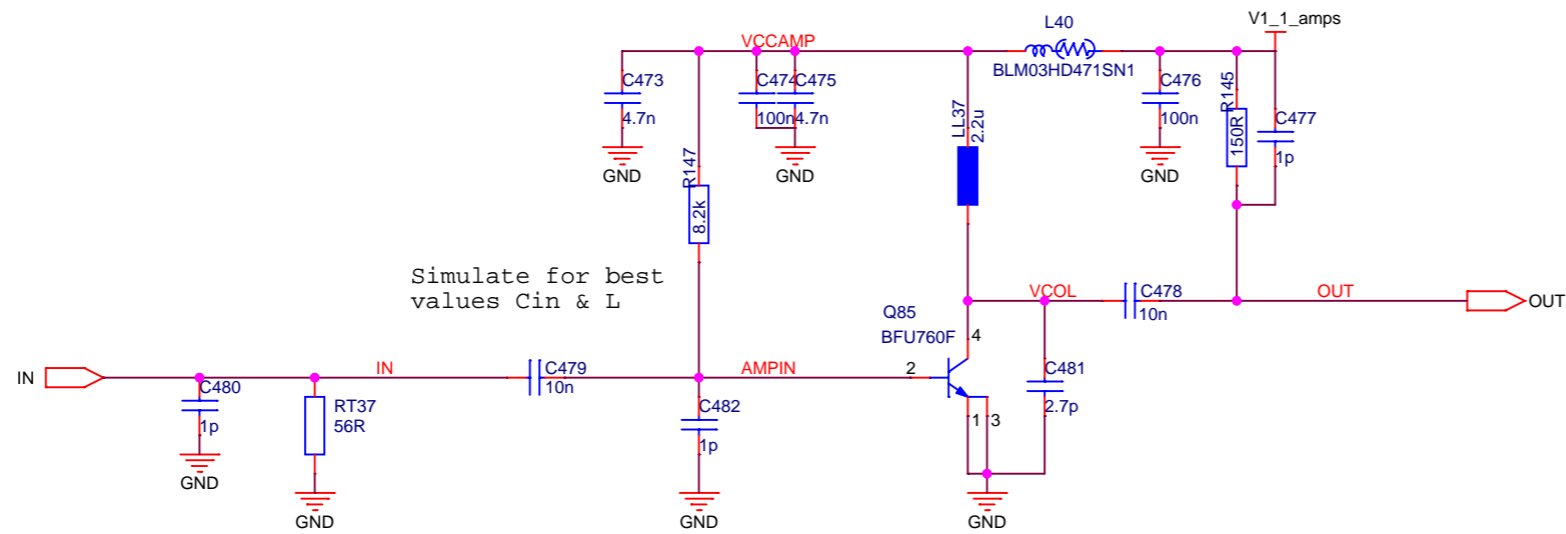 V1_1_amps
L40
VCCAMP
BLM03HD471SN1
C473
4.7n
GND
R147
8.2k
C474
100n
C475
4.7n
GND
LL37
2.2u
C476
100n
GND
R145
150R
C477
1p
Simulate for best
values Cin & L
VCOL
C478
10n
OUT
OUT
Q85
BFU760F
4
2
1
3
C481
2.7p
GND
IN
IN
C480
1p
GND
RT37
56R
GND
C479
10n
AMPIN
C482
1p
GND